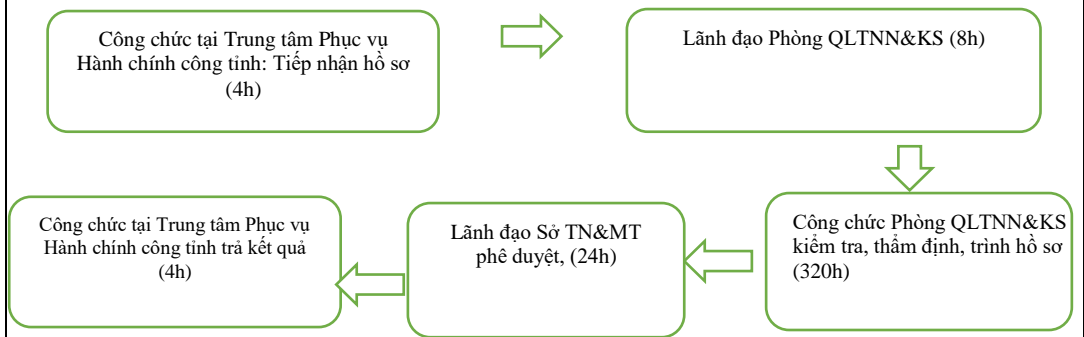 Công chức tại Trung tâm Phục vụ
Hành chính công tỉnh: Tiếp nhận hồ sơ
(4h)
Lãnh đạo Phòng QLTNN&KS (8h)
Công chức Phòng QLTNN&KS
kiểm tra, thẩm định, trình hồ sơ
(320h)
Lãnh đạo Sở TN&MT
phê duyệt, (24h)
Công chức tại Trung tâm Phục vụ
Hành chính công tỉnh trả kết quả
(4h)